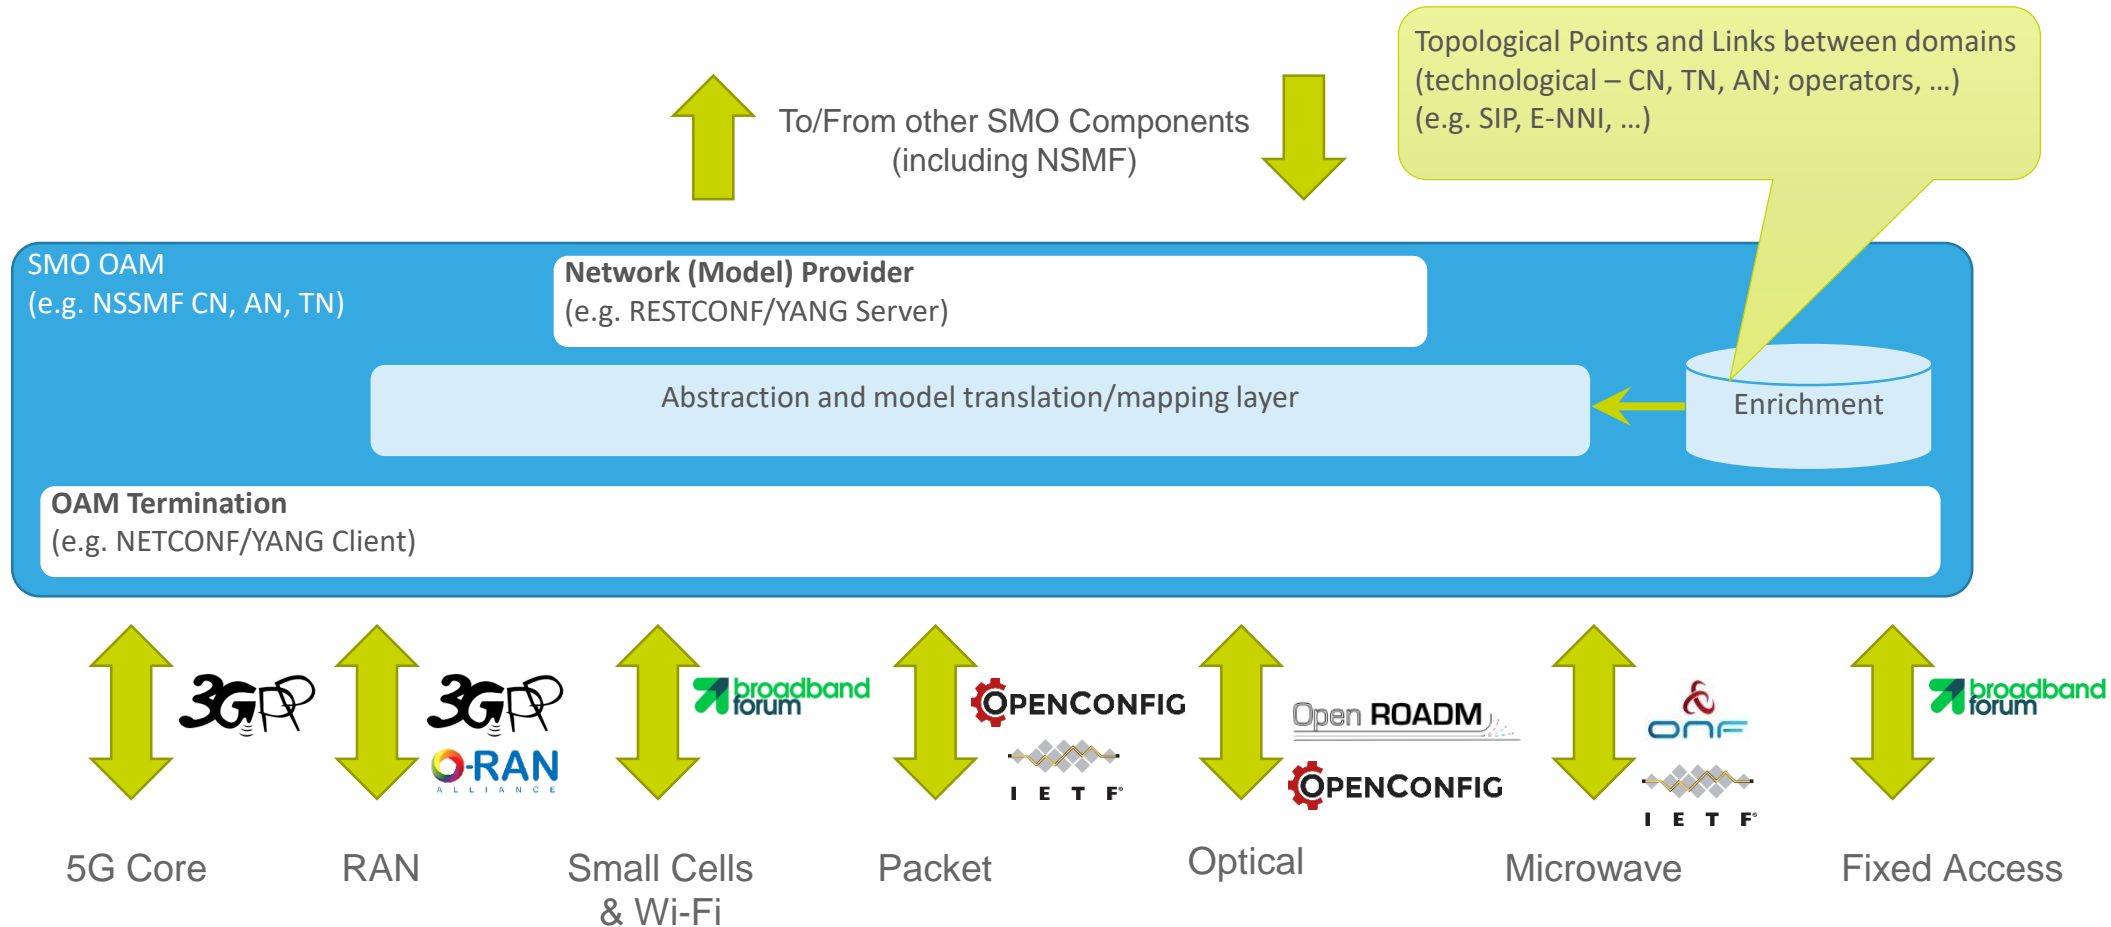 Topological Points and Links between domains
(technological – CN, TN, AN; operators, ...)
(e.g. SIP, E-NNI, ...)
To/From other SMO Components
(including NSMF)
SMO OAM
(e.g. NSSMF CN, AN, TN)
Network (Model) Provider
(e.g. RESTCONF/YANG Server)
Abstraction and model translation/mapping layer
Enrichment
OAM Termination
(e.g. NETCONF/YANG Client)
3GPP
3GPP
O-RAN
ALLIANCE
broadband
forum
OPENCONFIG
IETF®
Open ROADM
OPENCONFIG
ONF
IETF®
broadband
forum
5G Core
RAN
Small Cells
& Wi-Fi
Packet
Optical
Microwave
Fixed Access